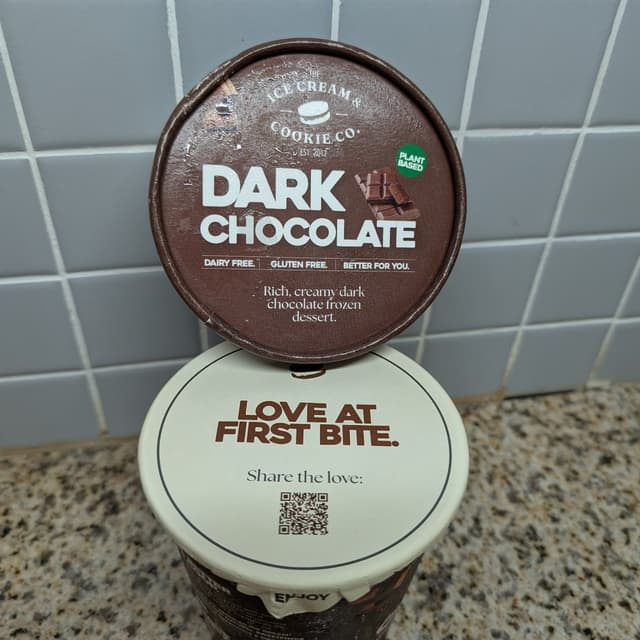 THE
ICE CREAM &
COOKIE CO.
EST. 2012
PLANT
BASED
DARK
CHOCOLATE
DAIRY FREE. GLUTEN FREE. BETTER FOR YOU.
Rich, creamy dark
chocolate frozen
dessert.
LOVE AT
FIRST BITE.
Share the love:
ENJOY